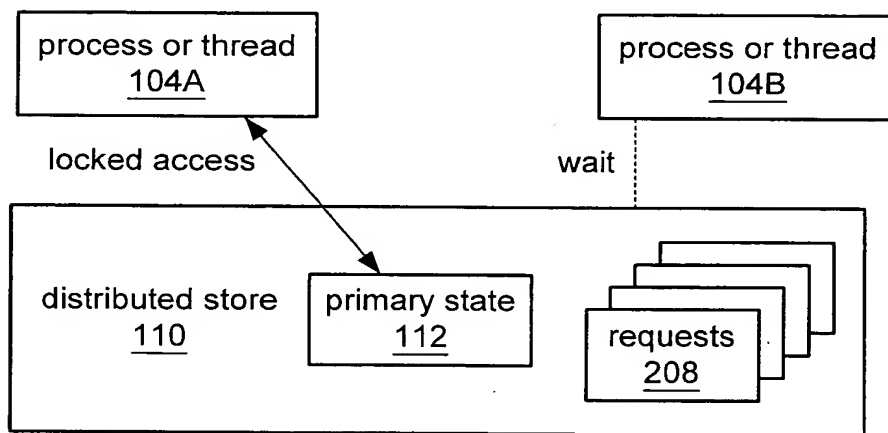 process or thread
104A
process or thread
104B
locked access
wait
distributed store
110
primary state
112
requests
208